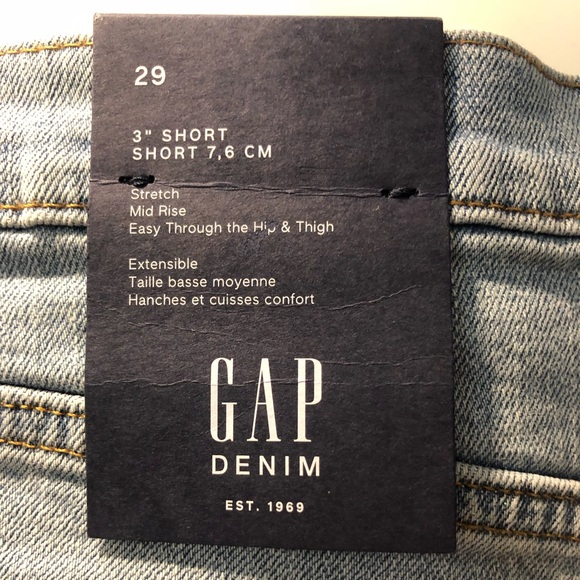 29
3" SHORT
SHORT 7,6 CM
Stretch
Mid Rise
Easy Through the Hip & Thigh
Extensible
Taille basse moyenne
Hanches et cuisses confort
GAP
DENIM
EST. 1969